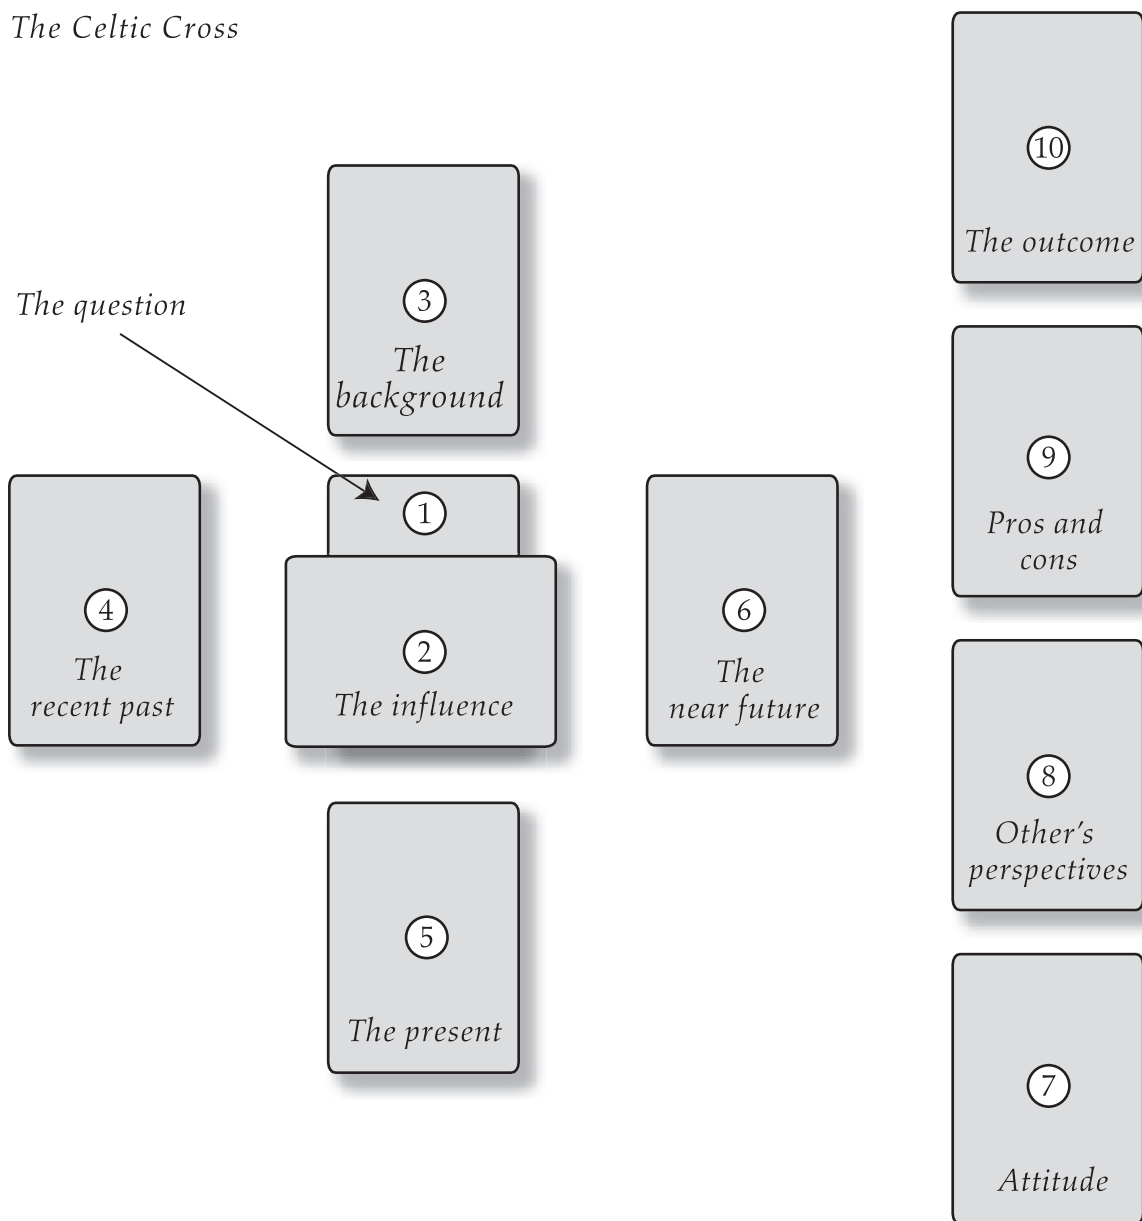 The Celtic Cross
The question
3
The
background
1
4
The
recent past
2
The influence
6
The
near future
5
The present
10
The outcome
9
Pros and
cons
8
Other’s
perspectives
7
Attitude